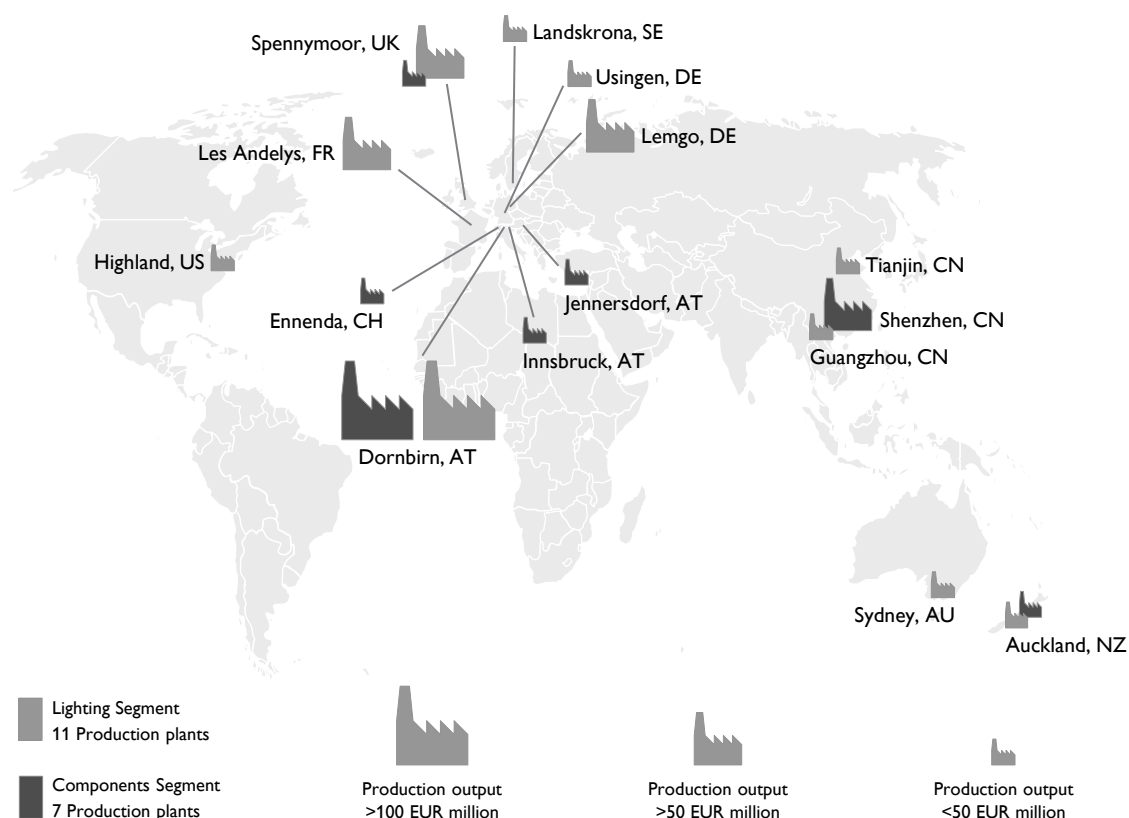 Landskrona, SE
Spennymoor, UK
Usingen, DE
Lemgo, DE
Les Andelys, FR
Highland, US
Tianjin, CN
Jennersdorf, AT
Ennenda, CH
Shenzhen, CN
Guangzhou, CN
Innsbruck, AT
Dornbirn, AT
Sydney, AU
Auckland, NZ
Lighting Segment
11 Production plants
Components Segment
7 Production plants
Production output
>100 EUR million
Production output
>50 EUR million
Production output
<50 EUR million